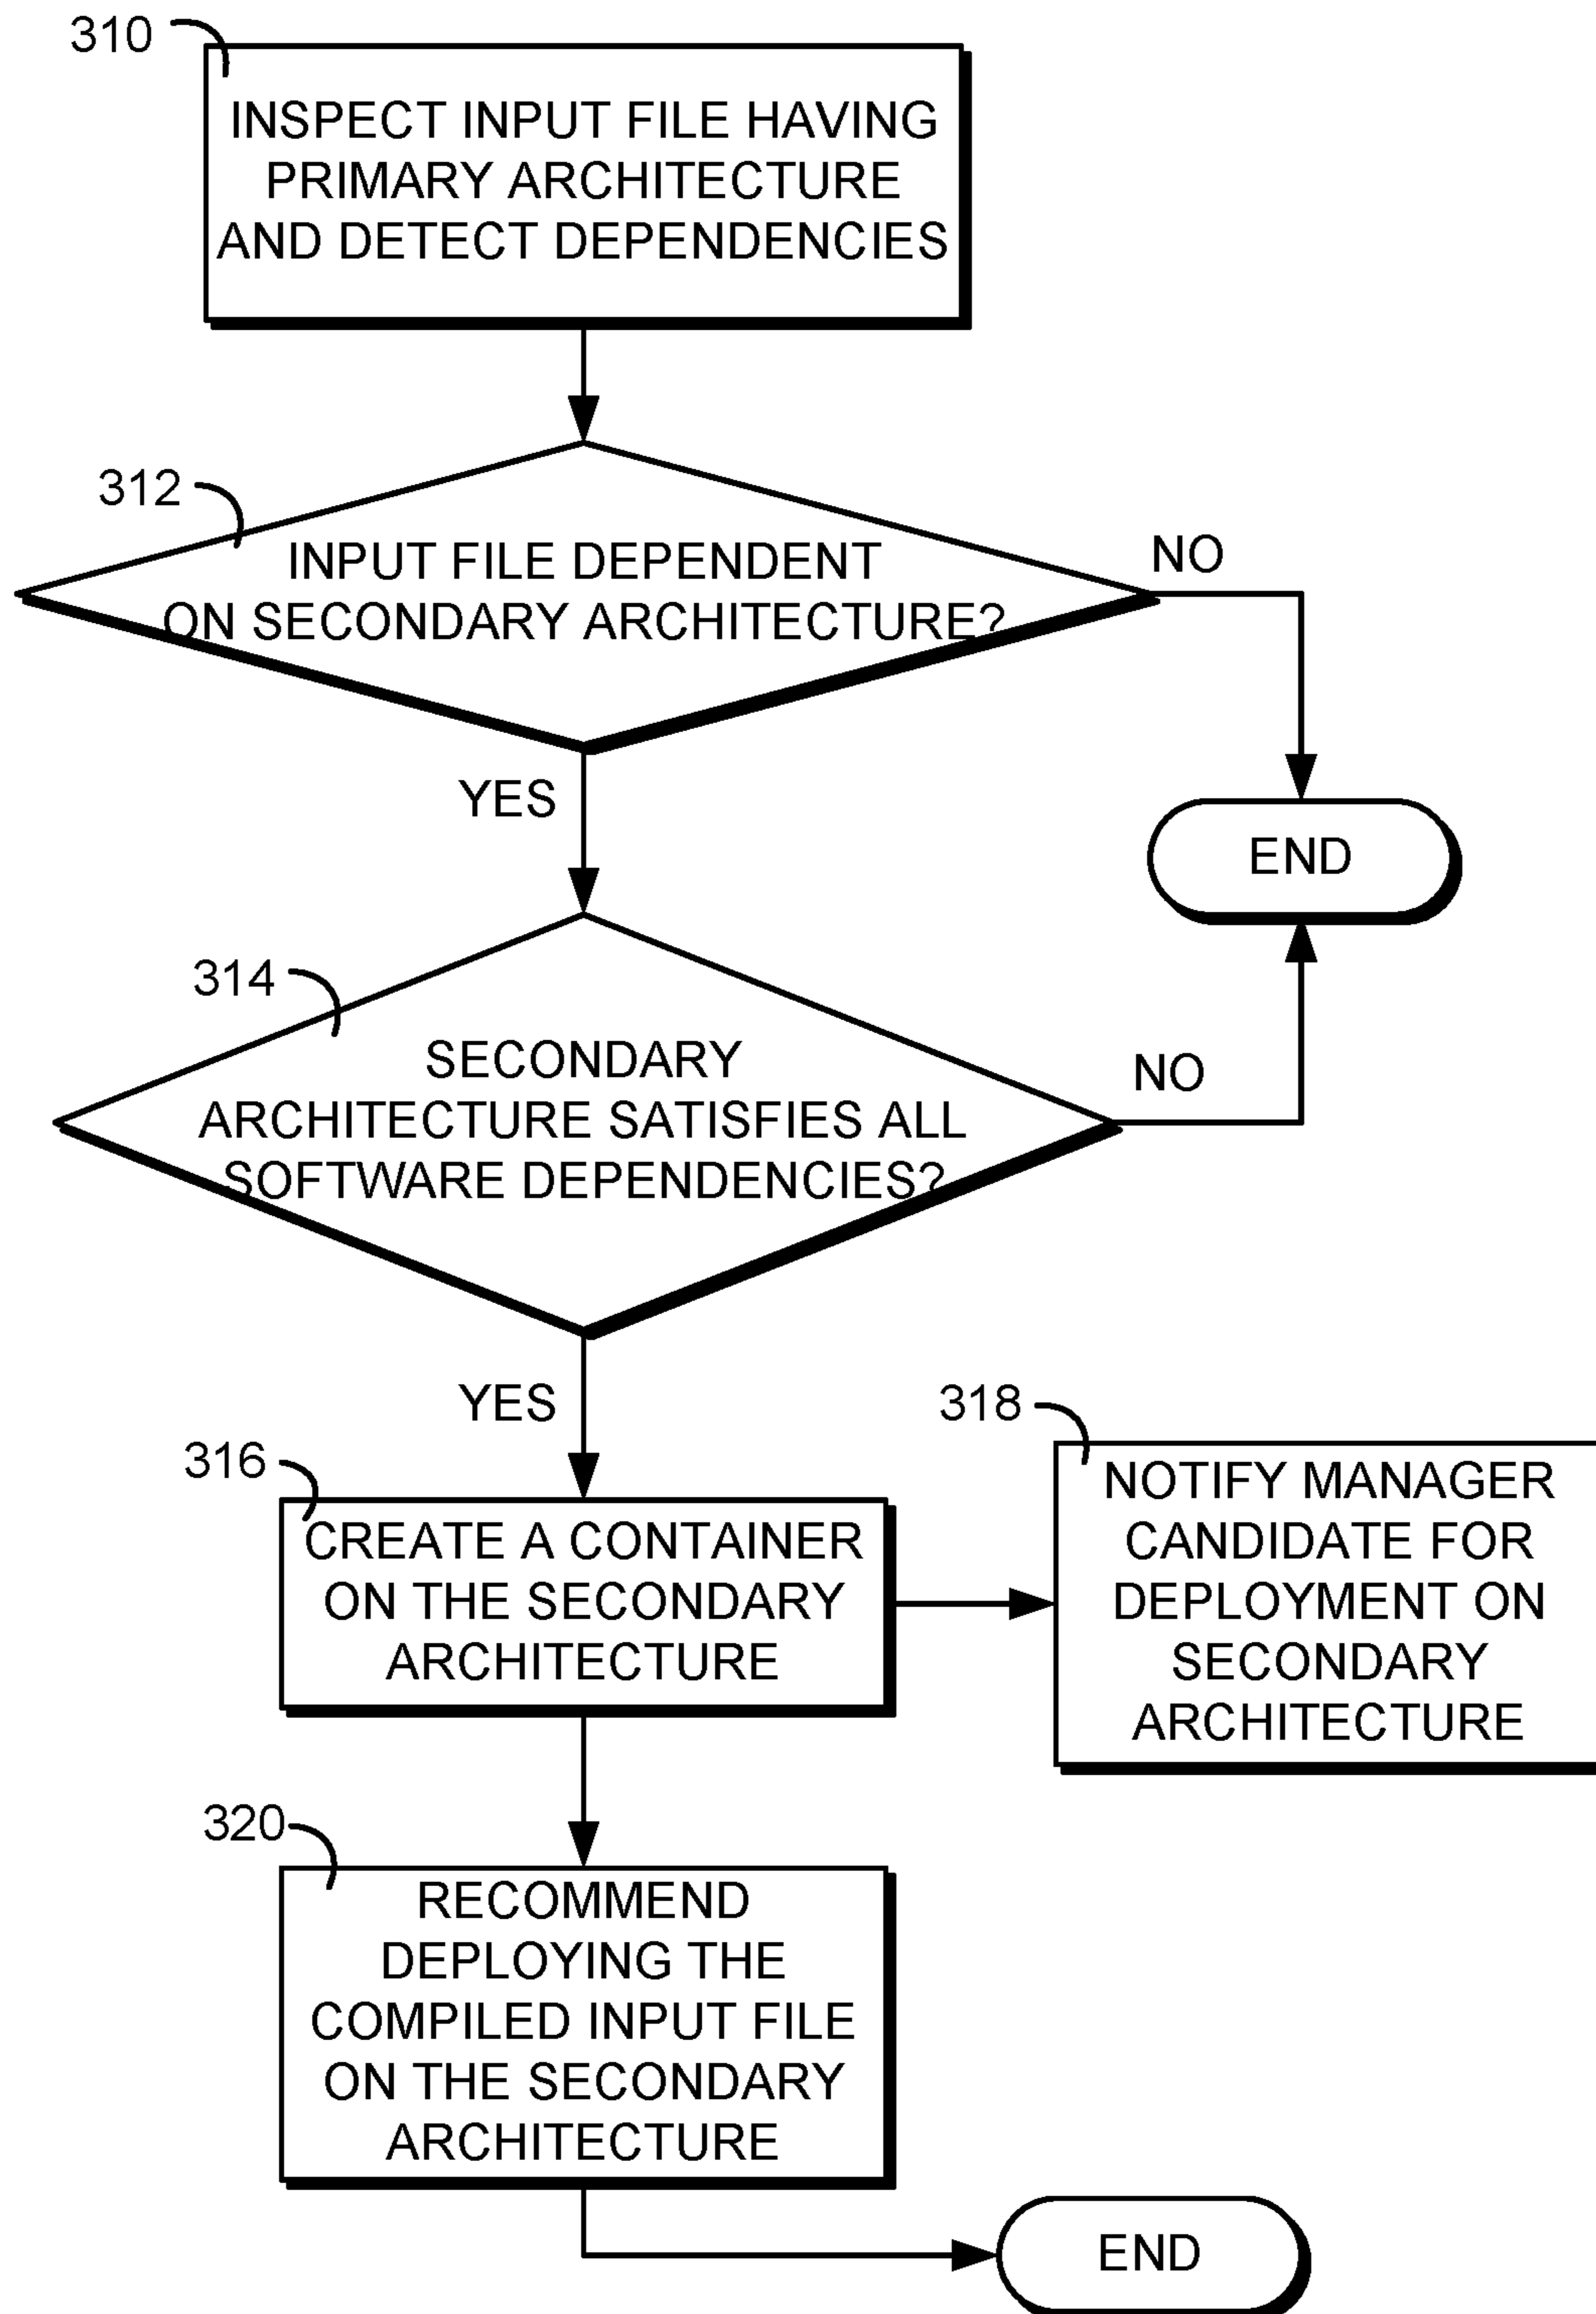 310
INSPECT INPUT FILE HAVING
PRIMARY ARCHITECTURE
AND DETECT DEPENDENCIES
312
INPUT FILE DEPENDENT
ON SECONDARY ARCHITECTURE?
NO
YES
END
314
SECONDARY
ARCHITECTURE SATISFIES ALL
SOFTWARE DEPENDENCIES?
NO
YES
316
CREATE A CONTAINER
ON THE SECONDARY
ARCHITECTURE
318
NOTIFY MANAGER
CANDIDATE FOR
DEPLOYMENT ON
SECONDARY
ARCHITECTURE
320
RECOMMEND
DEPLOYING THE
COMPILED INPUT FILE
ON THE SECONDARY
ARCHITECTURE
END